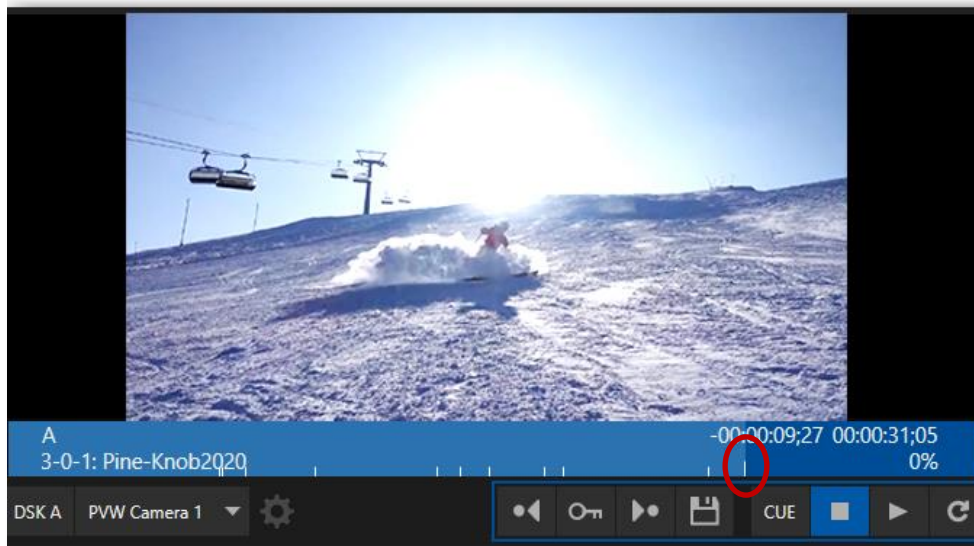 A -00:00:09;27 00:00:31;05
3-0-1: Pine-Knob2020 0%
DSK A PVW Camera 1 CUE